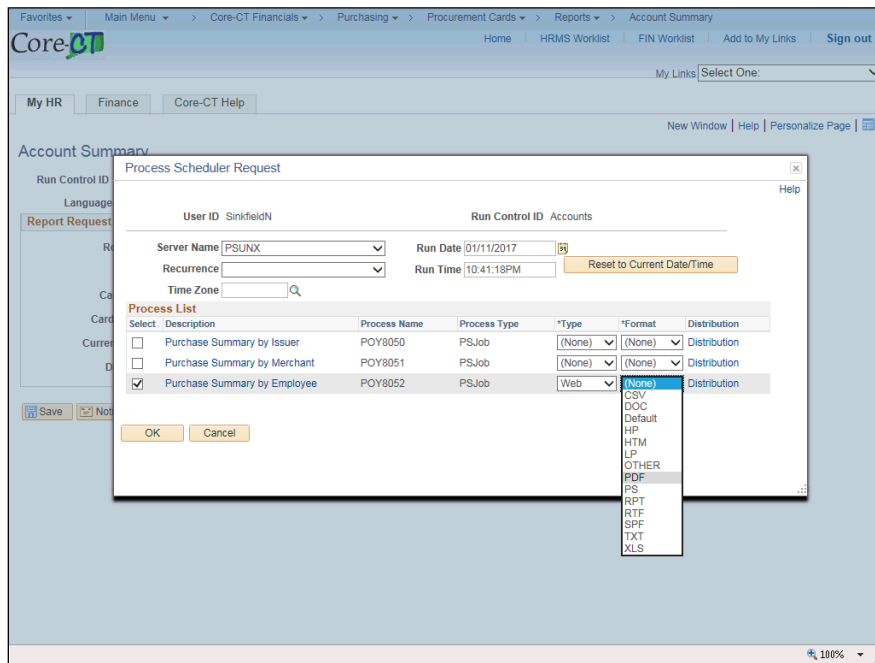 Favorites Main Menu > Core-CT Financials > Purchasing > Procurement Cards > Reports > Account Summary
Core-CT
Home HRMS Worklist FIN Worklist Add to My Links Sign out
My Links Select One:
My HR Finance Core-CT Help
New Window | Help | Personalize Page |
Account Summary
Process Scheduler Request
Help
Run Control ID
Language
Report Request
User ID SinkfieldN Run Control ID Accounts
Server Name PSUNX Run Date 01/11/2017 31
Recurrence Run Time 10:41:18PM Reset to Current Date/Time
Time Zone
Process List
Select Description Process Name Process Type *Type *Format Distribution
Purchase Summary by Issuer POY8050 PSJob (None) (None) Distribution
Purchase Summary by Merchant POY8051 PSJob (None) (None) Distribution
Purchase Summary by Employee POY8052 PSJob Web (None) Distribution
CSV
DOC
Default
HP
HTM
LP
OTHER
PDF
PS
RPT
RTF
SPF
TXT
XLS
OK Cancel
Save Noti
100%